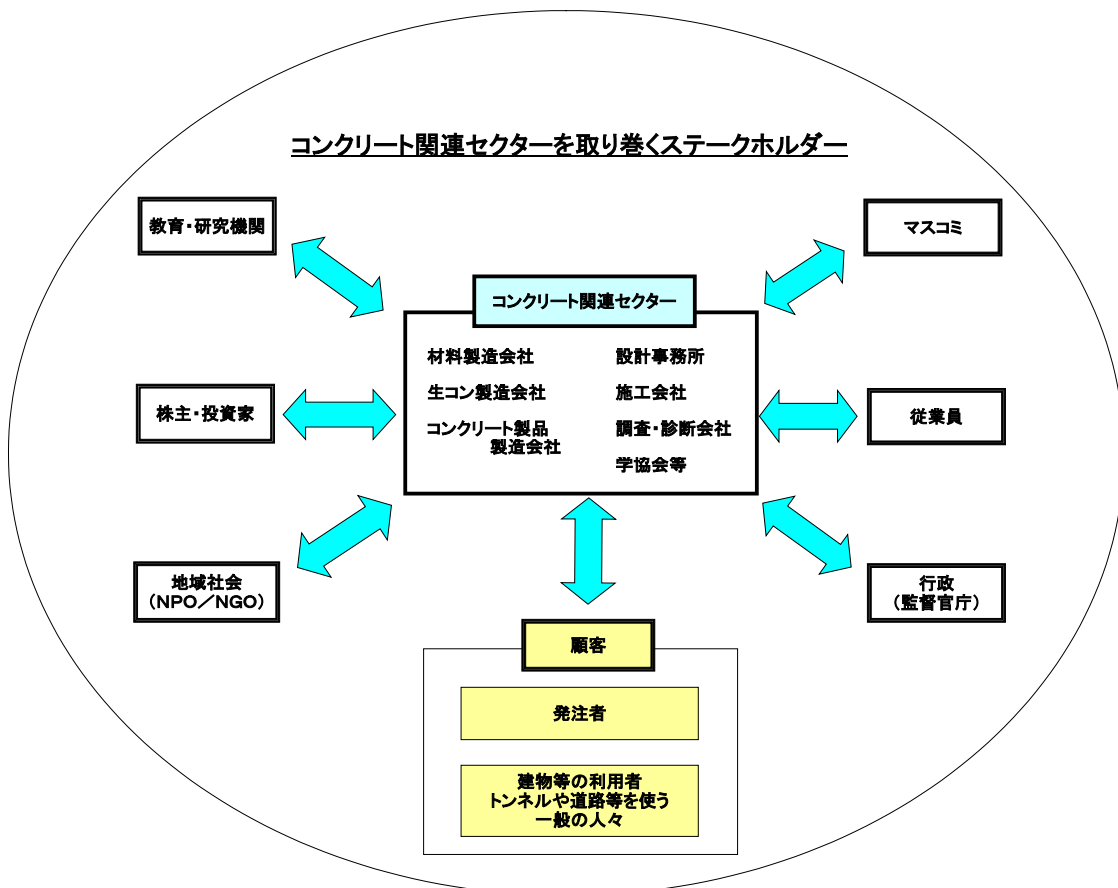 コンクリート関連セクターを取り巻くステークホルダー
教育・研究機関
マスコミ
コンクリート関連セクター
材料製造会社
設計事務所
生コン製造会社
施工会社
コンクリート製品
製造会社
調査・診断会社
学協会等
株主・投資家
従業員
地域社会
(NPO/NGO)
行政
(監督官庁)
顧客
発注者
建物等の利用者
トンネルや道路等を使う
一般の人々